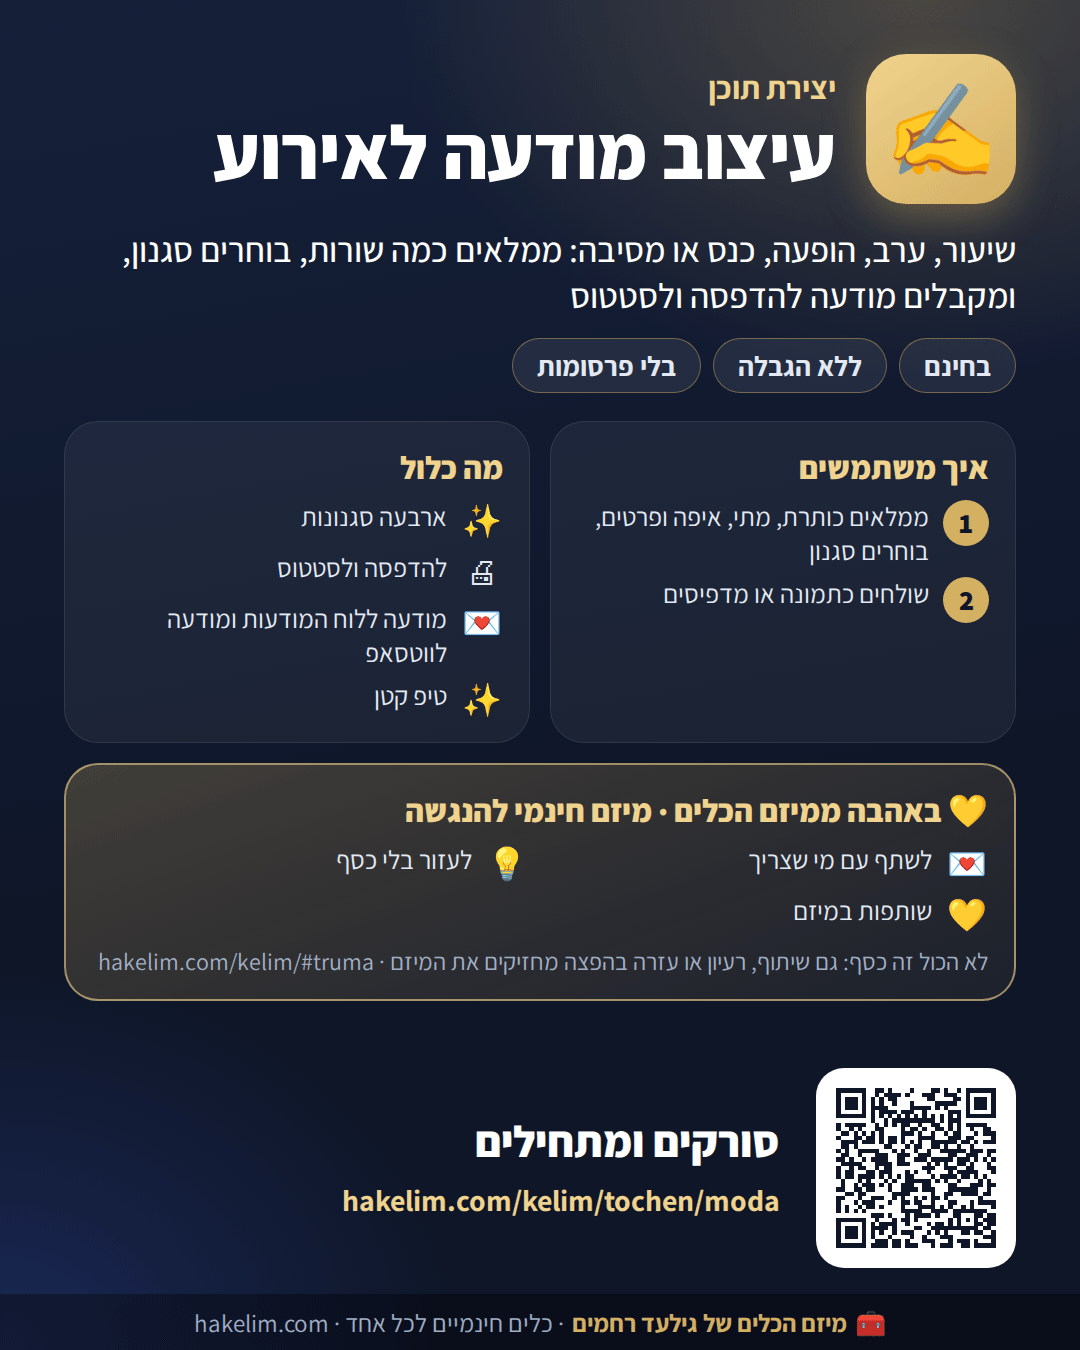 יצירת תוכן
עיצוב מודעה לאירוע
שיעור, ערב, הופעה, כנס או מסיבה: ממלאים כמה שורות, בוחרים סגנון,
ומקבלים מודעה להדפסה ולסטטוס
בחינם
ללא הגבלה
בלי פרסומות
איך משתמשים
1 ממלאים כותרת, מתי, איפה ופרטים,
בוחרים סגנון
2 שולחים כתמונה או מדפיסים
מה כלול
ארבעה סגנונות
להדפסה ולסטטוס
מודעה ללוח המודעות ומודעה
לווטסאפ
טיפ קטן
באהבה ממיזם הכלים · מיזם חינמי להנגשה
לשתף עם מי שצריך
לעזור בלי כסף
שותפות במיזם
לא הכול זה כסף: גם שיתוף, רעיון או עזרה בהפצה מחזיקים את המיזם · hakelim.com/kelim/#truma
סורקים ומתחילים
hakelim.com/kelim/tochen/moda
מיזם הכלים של גילעד רחמים · כלים חינמיים לכל אחד · hakelim.com